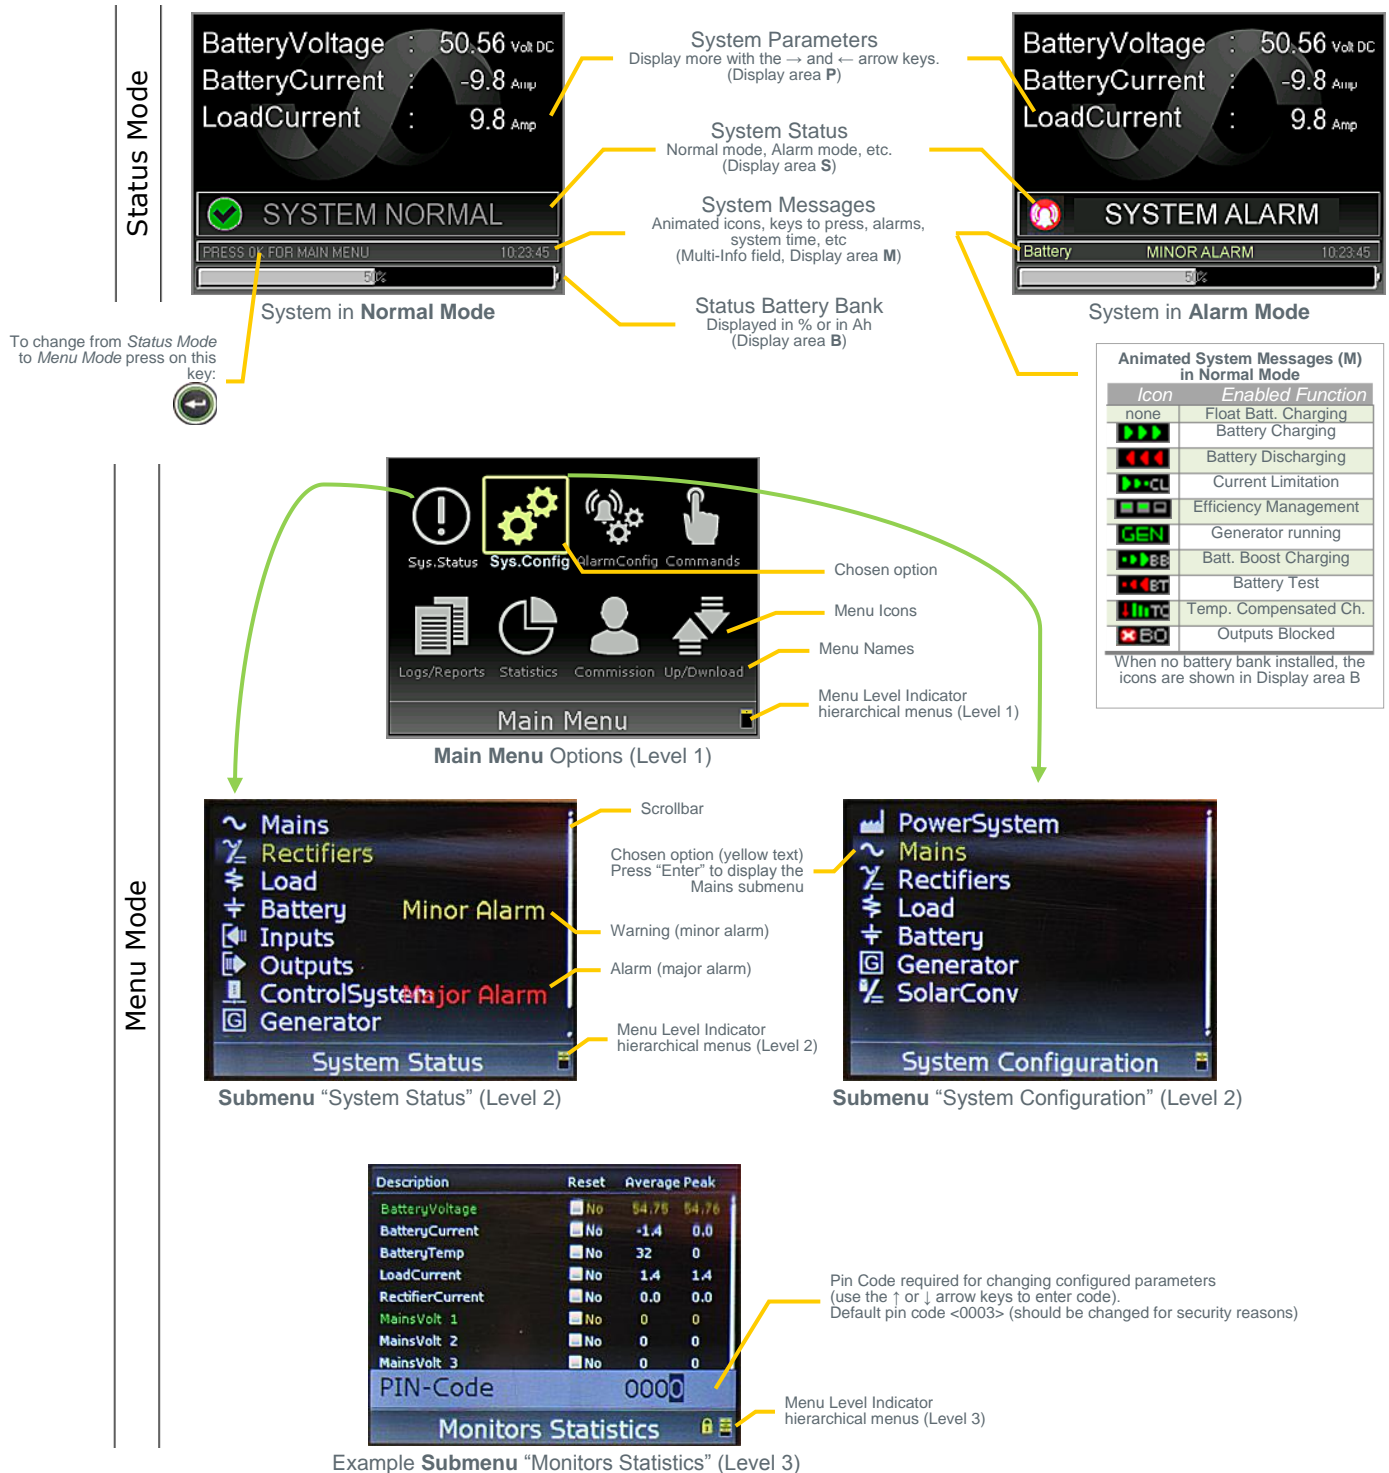 Status Mode
BatteryVoltage : 50.56 Volt DC
BatteryCurrent : -9.8 Amp
LoadCurrent : 9.8 Amp
SYSTEM NORMAL
PRESS OK FOR MAIN MENU 10:23:45
50%
System in Normal Mode
System Parameters
Display more with the → and ← arrow keys.
(Display area P)
System Status
Normal mode, Alarm mode, etc.
(Display area S)
System Messages
Animated icons, keys to press, alarms,
system time, etc
(Multi-Info field, Display area M)
Status Battery Bank
Displayed in % or in Ah
(Display area B)
BatteryVoltage : 50.56 Volt DC
BatteryCurrent : -9.8 Amp
LoadCurrent : 9.8 Amp
SYSTEM ALARM
Battery MINOR ALARM 10:23:45
50%
System in Alarm Mode
To change from Status Mode
to Menu Mode press on this
key:
Animated System Messages (M)
in Normal Mode
Icon Enabled Function
none Float Batt. Charging
Battery Charging
Battery Discharging
CL Current Limitation
Efficiency Management
GEN Generator running
BB Batt. Boost Charging
BT Battery Test
TC Temp. Compensated Ch.
BO Outputs Blocked
When no battery bank installed, the
icons are shown in Display area B
Menu Mode
Sys.Status Sys.Config AlarmConfig Commands
Logs/Reports Statistics Commission Up/Dwnload
Main Menu
Main Menu Options (Level 1)
Chosen option
Menu Icons
Menu Names
Menu Level Indicator
hierarchical menus (Level 1)
Mains
Rectifiers
Load
Battery Minor Alarm
Inputs
Outputs
ControlSystem Major Alarm
G Generator
System Status
Submenu “System Status” (Level 2)
Scrollbar
Chosen option (yellow text)
Press “Enter” to display the
Mains submenu
Warning (minor alarm)
Alarm (major alarm)
Menu Level Indicator
hierarchical menus (Level 2)
PowerSystem
Mains
Rectifiers
Load
Battery
G Generator
SolarConv
System Configuration
Submenu “System Configuration” (Level 2)
Description Reset Average Peak
BatteryVoltage No 54.75 54.76
BatteryCurrent No -1.4 0.0
BatteryTemp No 32 0
LoadCurrent No 1.4 1.4
RectifierCurrent No 0.0 0.0
MainsVolt 1 No 0 0
MainsVolt 2 No 0 0
MainsVolt 3 No 0 0
PIN-Code 0000
Monitors Statistics
Example Submenu “Monitors Statistics” (Level 3)
Pin Code required for changing configured parameters
(use the ↑ or ↓ arrow keys to enter code).
Default pin code <0003> (should be changed for security reasons)
Menu Level Indicator
hierarchical menus (Level 3)